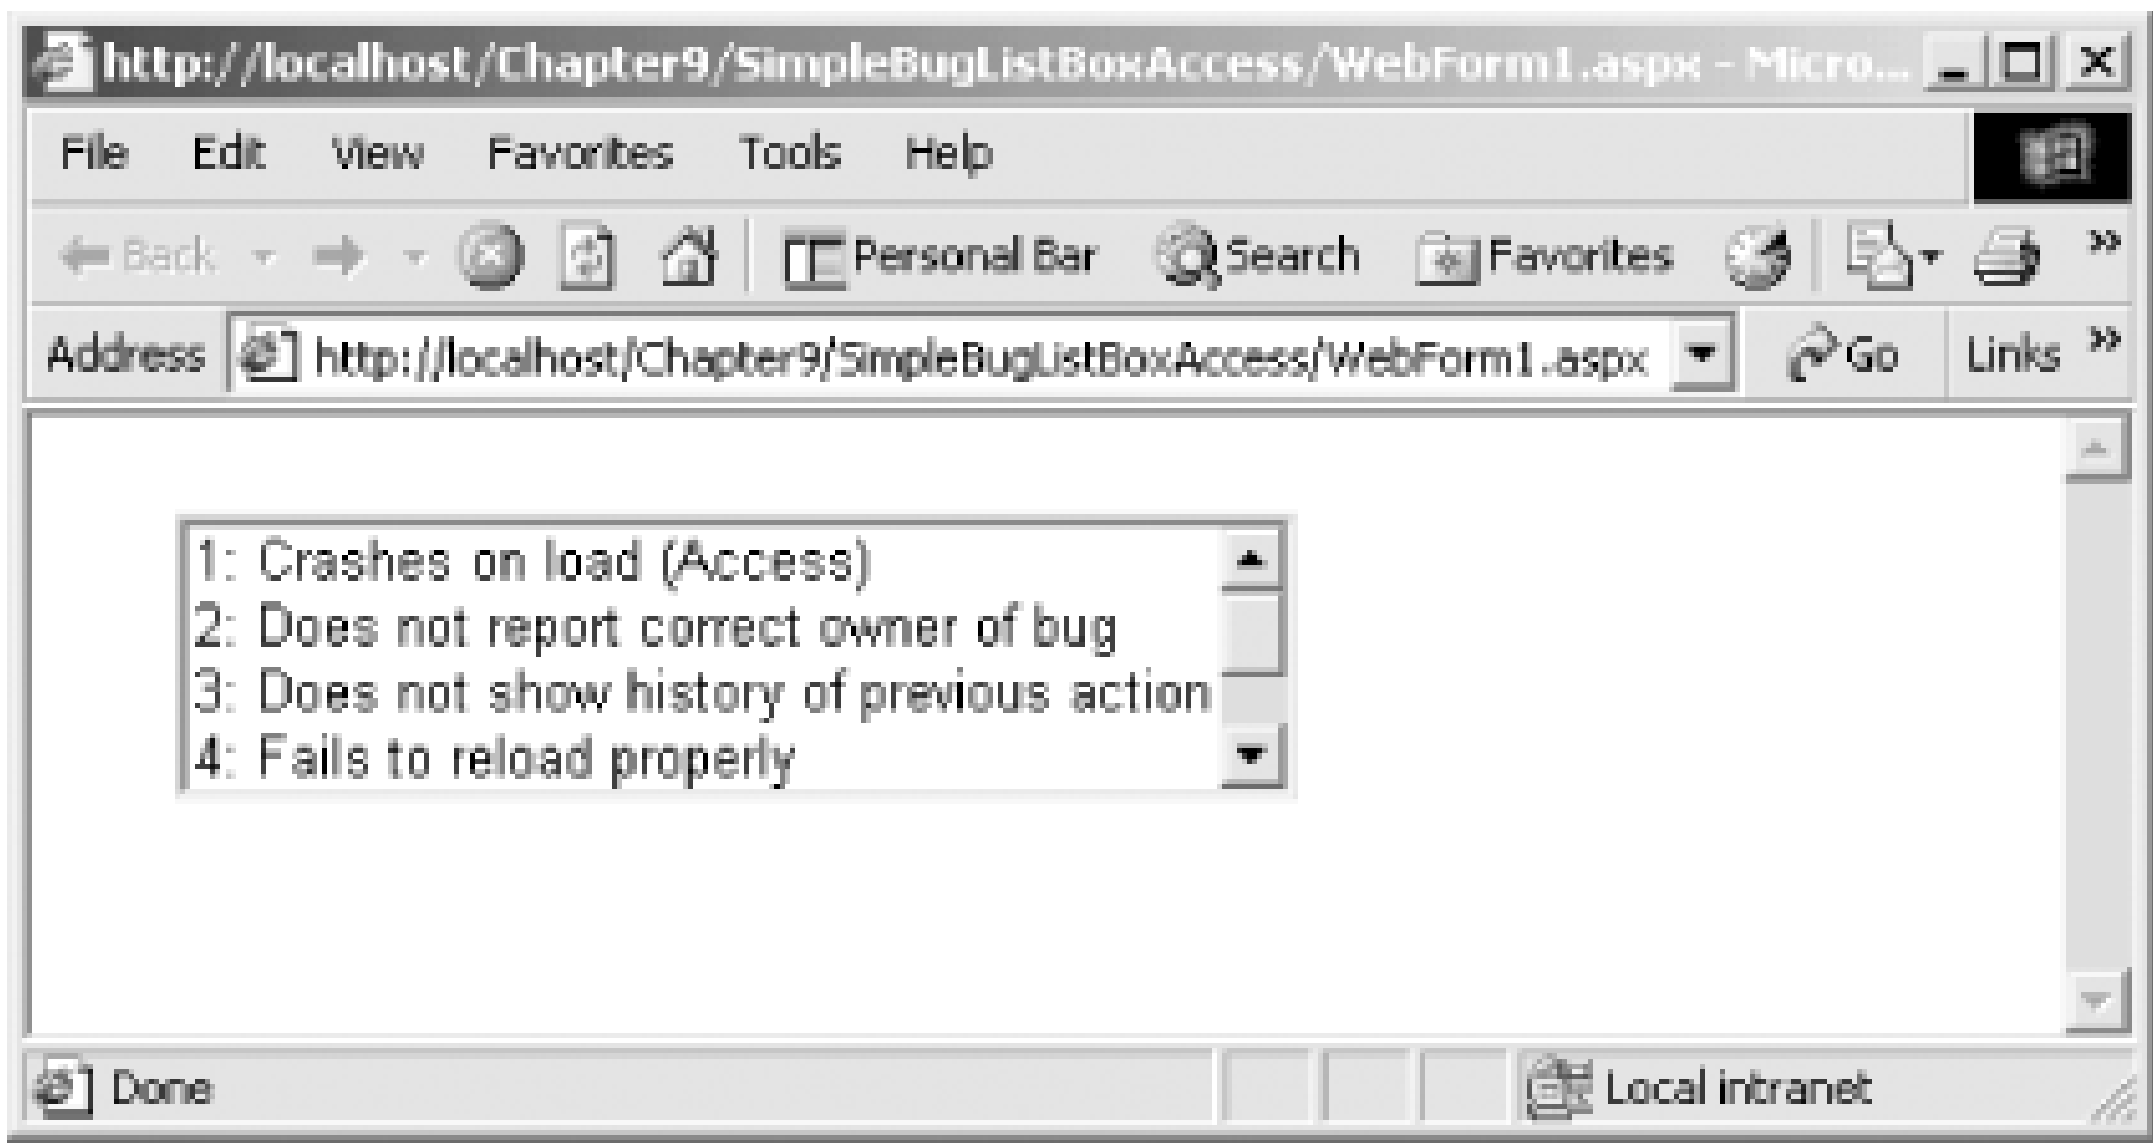 http://localhost/Chapter9/SimpleBugListBoxAccess/WebForm1.aspx - Micro...
File Edit View Favorites Tools Help
Back Personal Bar Search Favorites »
Address http://localhost/Chapter9/SimpleBugListBoxAccess/WebForm1.aspx Go Links »
1: Crashes on load (Access)
2: Does not report correct owner of bug
3: Does not show history of previous action
4: Fails to reload properly
Done Local intranet